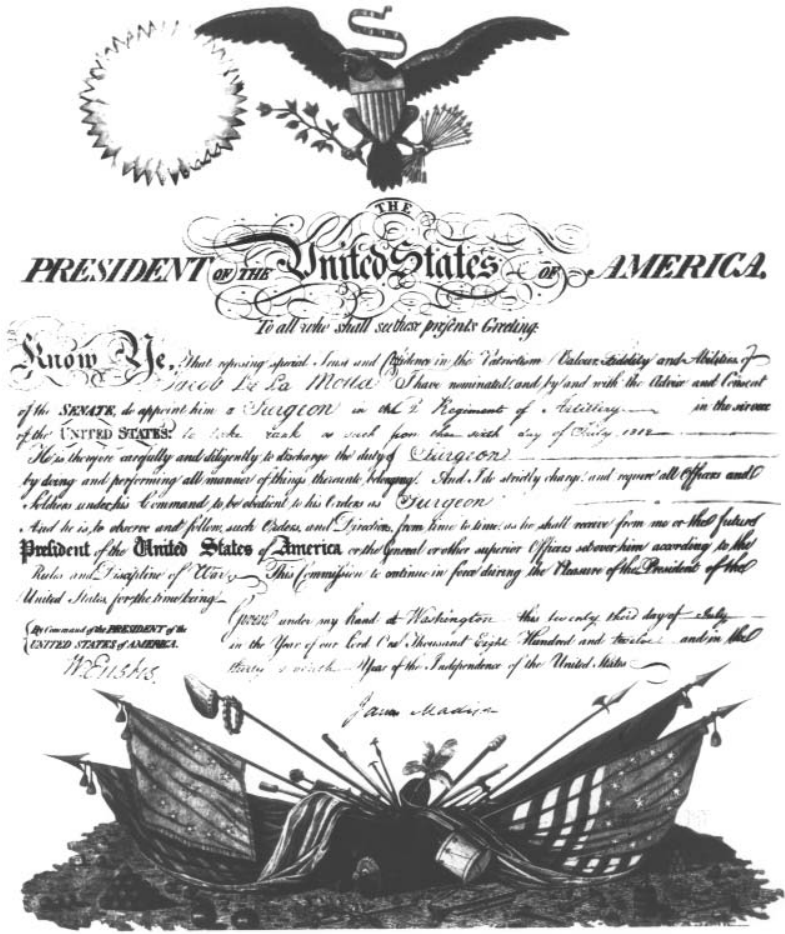 THE
PRESIDENT OF THE United States OF AMERICA.
To all who shall see these presents Greeting:
Know Ye, That reposing special Trust and Confidence in the Patriotism, Valour, Fidelity and Abilities of
Jacob De La Motta I have nominated, and by and with the Advice and Consent
of the SENATE, do appoint him a Surgeon in the 2d Regiment of Artillery in the service
of the UNITED STATES: to take rank as such from the sixth day of July, 1812
He is therefore carefully and diligently to discharge the duty of Surgeon
by doing and performing all manner of things thereunto belonging. And I do strictly charge, and require all Officers and
Soldiers under his Command, to be obedient to his Orders as Surgeon
And he is, to observe and follow, such Orders, and Directions, from time to time, as he shall receive from me or the future
President of the United States of America or the General or other superior Officers set over him according to the
Rules and Discipline of War. This Commission to continue in force during the Pleasure of the President of the
United States, for the time being.
Given under my hand at Washington this twenty third day of July
By Command of the PRESIDENT of the
UNITED STATES of AMERICA.
in the Year of our Lord One Thousand Eight Hundred and twelve and in the
thirty seventh Year of the Independence of the United States
W. Eustis.
James Madison